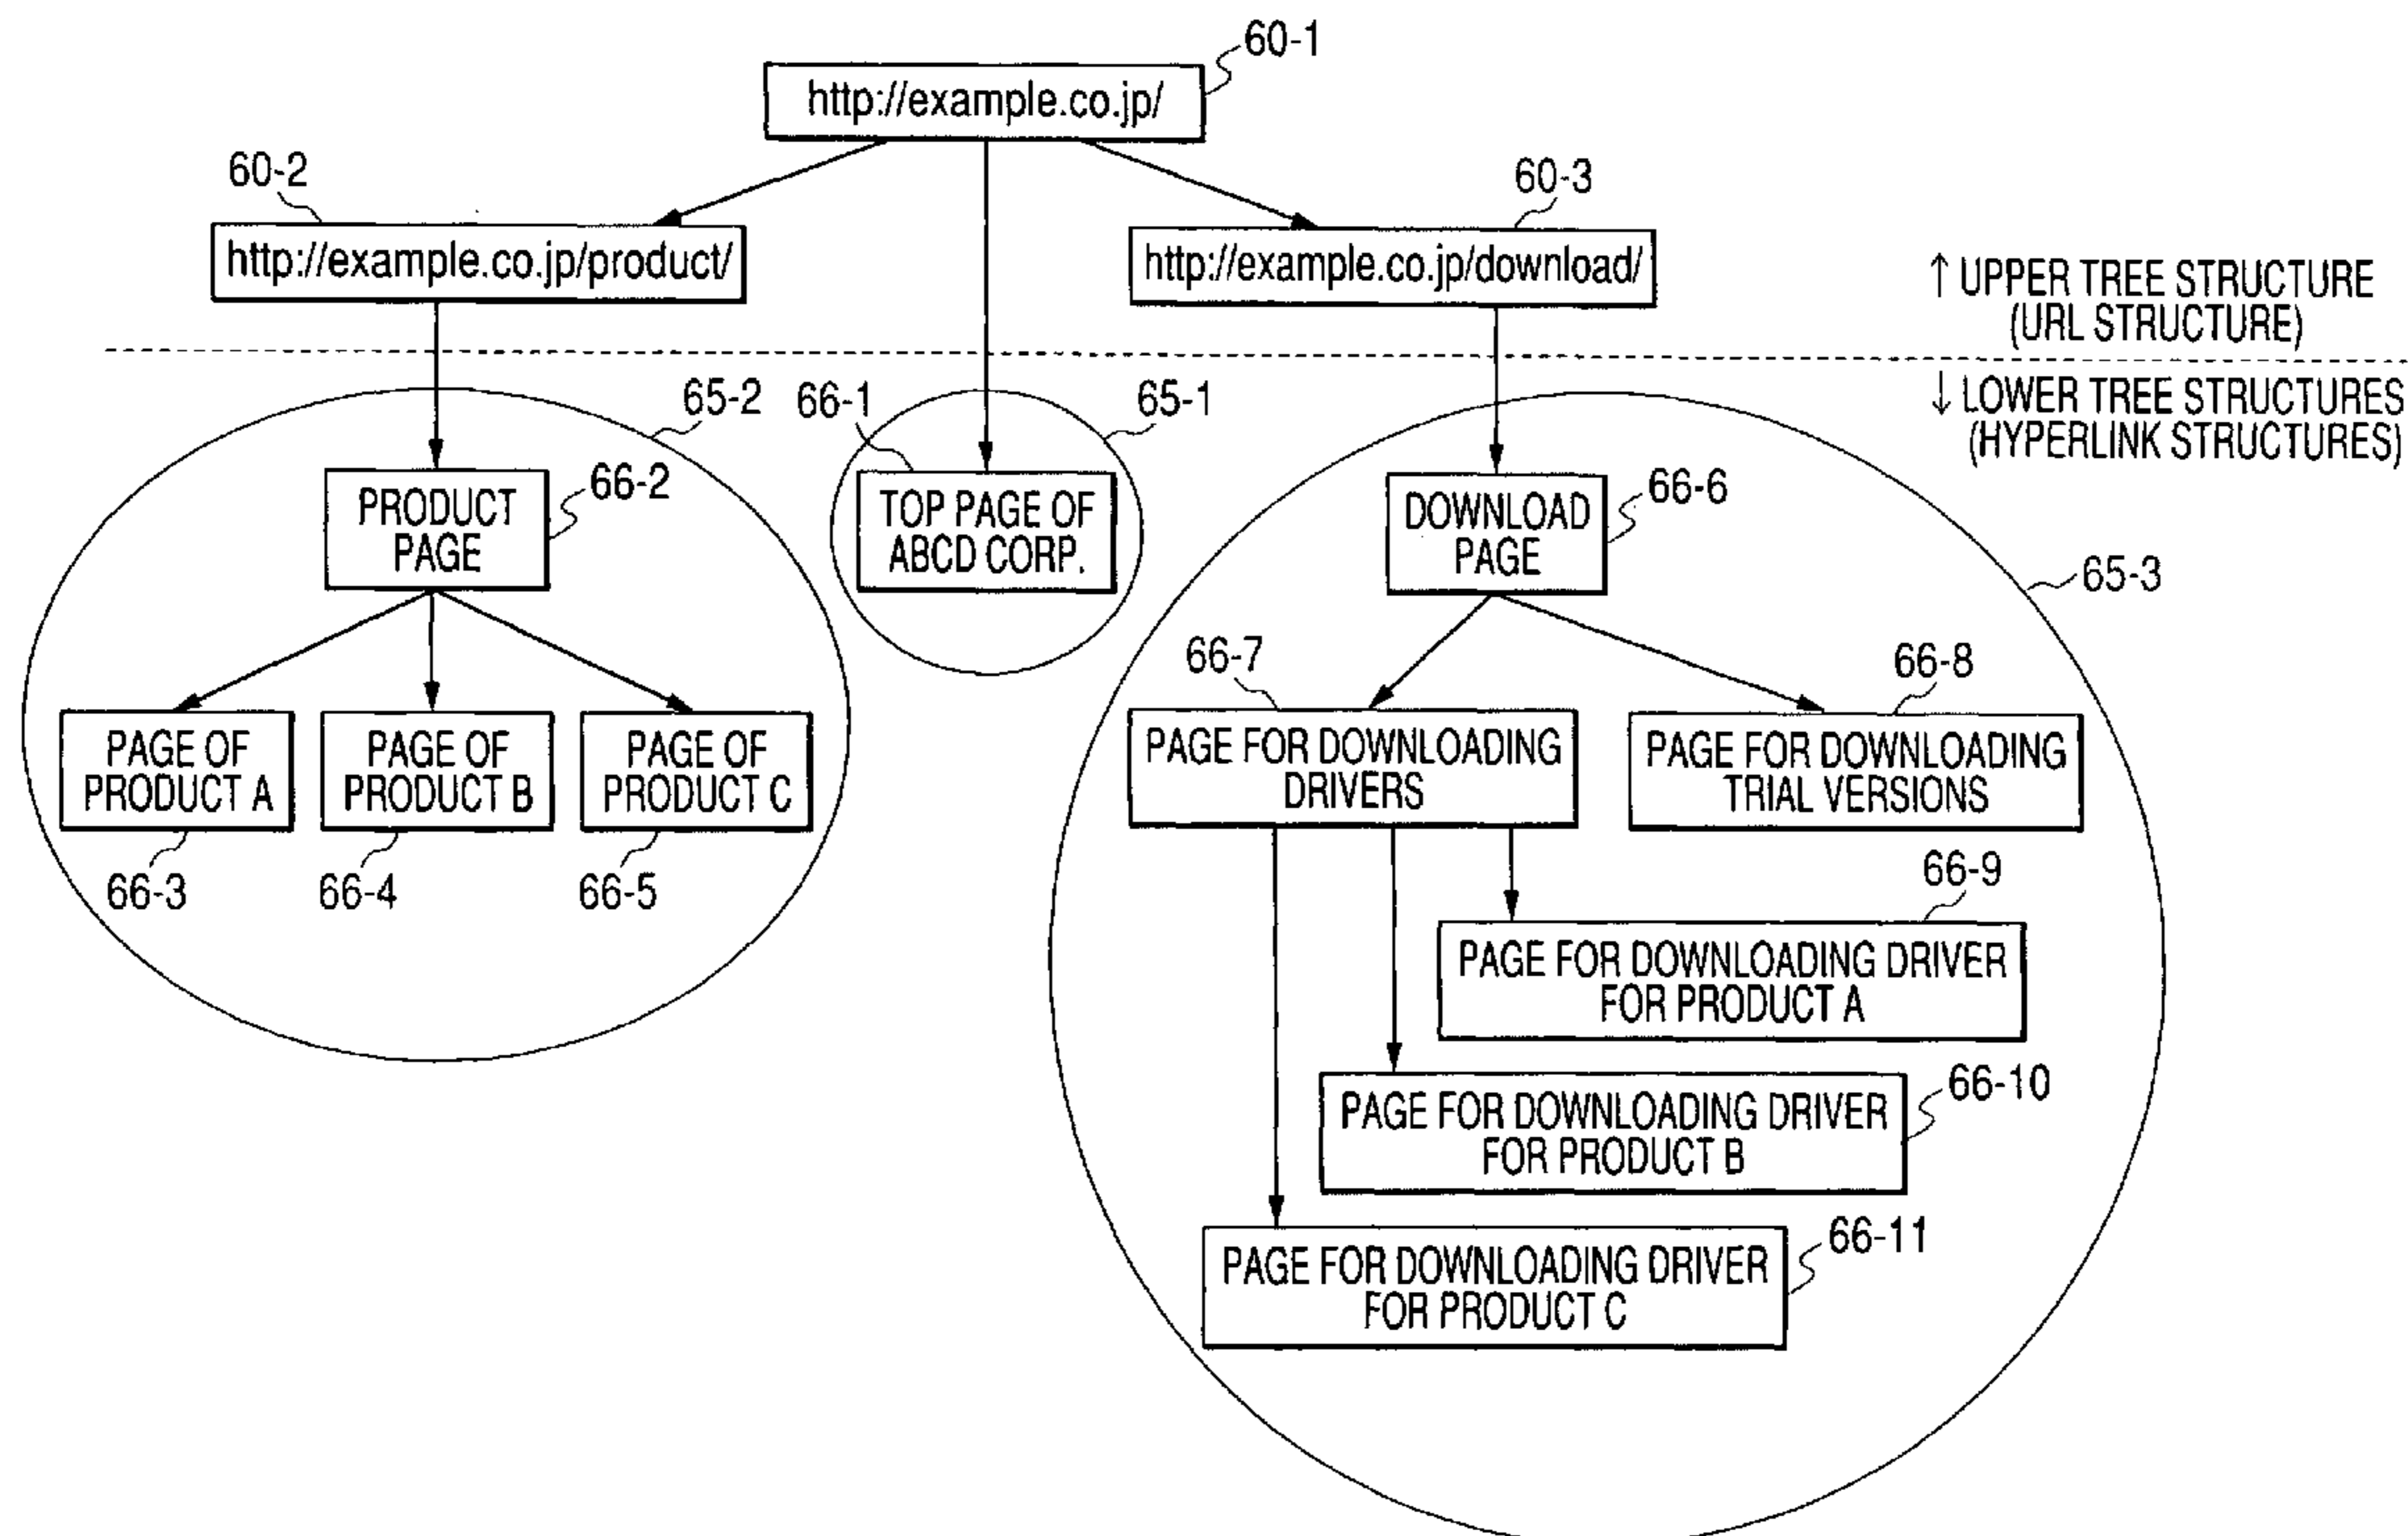 60-1
http://example.co.jp/
60-2
60-3
http://example.co.jp/product/
http://example.co.jp/download/
↑ UPPER TREE STRUCTURE
(URL STRUCTURE)
↓ LOWER TREE STRUCTURES
(HYPERLINK STRUCTURES)
65-2
66-1
65-1
66-2
PRODUCT
PAGE
TOP PAGE OF
ABCD CORP.
66-6
DOWNLOAD
PAGE
65-3
66-7
66-8
PAGE OF
PRODUCT A
PAGE OF
PRODUCT B
PAGE OF
PRODUCT C
PAGE FOR DOWNLOADING
DRIVERS
PAGE FOR DOWNLOADING
TRIAL VERSIONS
66-3
66-4
66-5
66-9
PAGE FOR DOWNLOADING DRIVER
FOR PRODUCT A
66-10
PAGE FOR DOWNLOADING DRIVER
FOR PRODUCT B
66-11
PAGE FOR DOWNLOADING DRIVER
FOR PRODUCT C